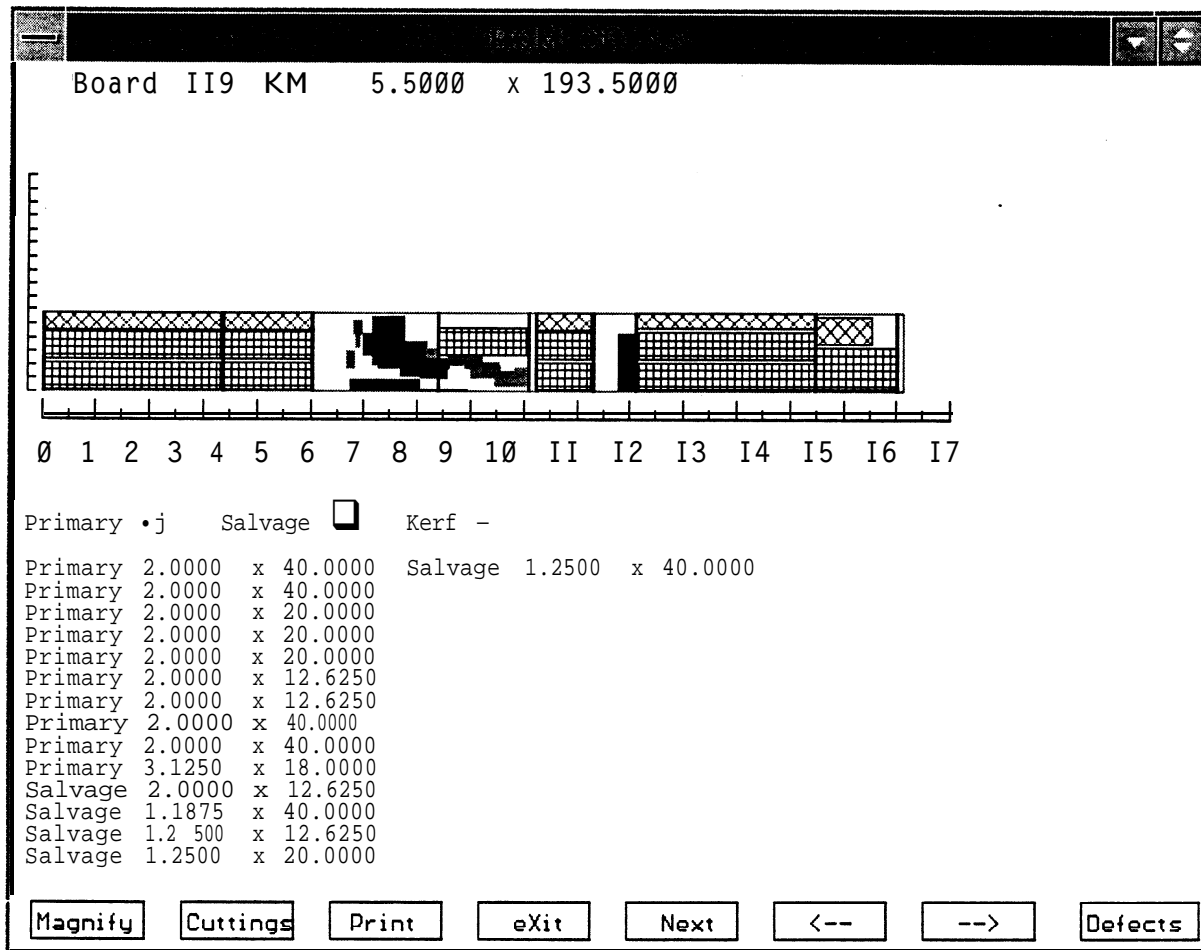 Board II9 KM 5.5000 x 193.5000
0 1 2 3 4 5 6 7 8 9 10 II I2 I3 I4 I5 I6 I7
Primary •j Salvage Kerf –
Primary 2.0000 x 40.0000 Salvage 1.2500 x 40.0000
Primary 2.0000 x 40.0000
Primary 2.0000 x 20.0000
Primary 2.0000 x 20.0000
Primary 2.0000 x 20.0000
Primary 2.0000 x 12.6250
Primary 2.0000 x 12.6250
Primary 2.0000 x 40.0000
Primary 2.0000 x 40.0000
Primary 3.1250 x 18.0000
Salvage 2.0000 x 12.6250
Salvage 1.1875 x 40.0000
Salvage 1.2 500 x 12.6250
Salvage 1.2500 x 20.0000
Magnify Cuttings Print eXit Next <-- --> Defects